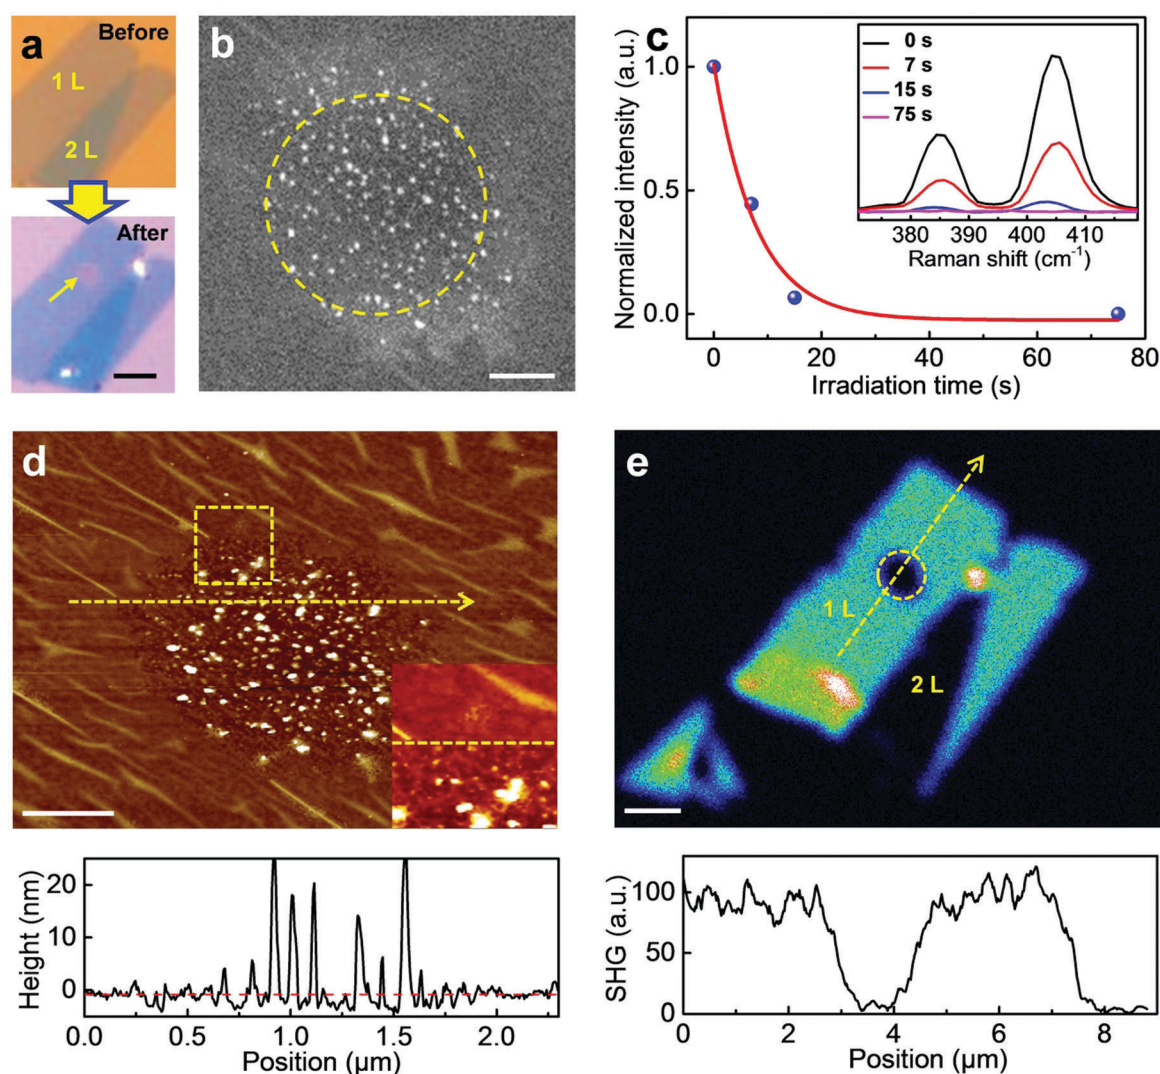 a
Before
1 L
2 L
After
b
c
Normalized intensity (a.u.)
1.0
0.5
0.0
0
20
40
60
80
Irradiation time (s)
0 s
7 s
15 s
75 s
380
390
400
410
Raman shift (cm-1)
d
e
1 L
2 L
Height (nm)
20
10
0
0.0
0.5
1.0
1.5
2.0
Position (μm)
SHG (a.u.)
100
50
0
0
2
4
6
8
Position (μm)